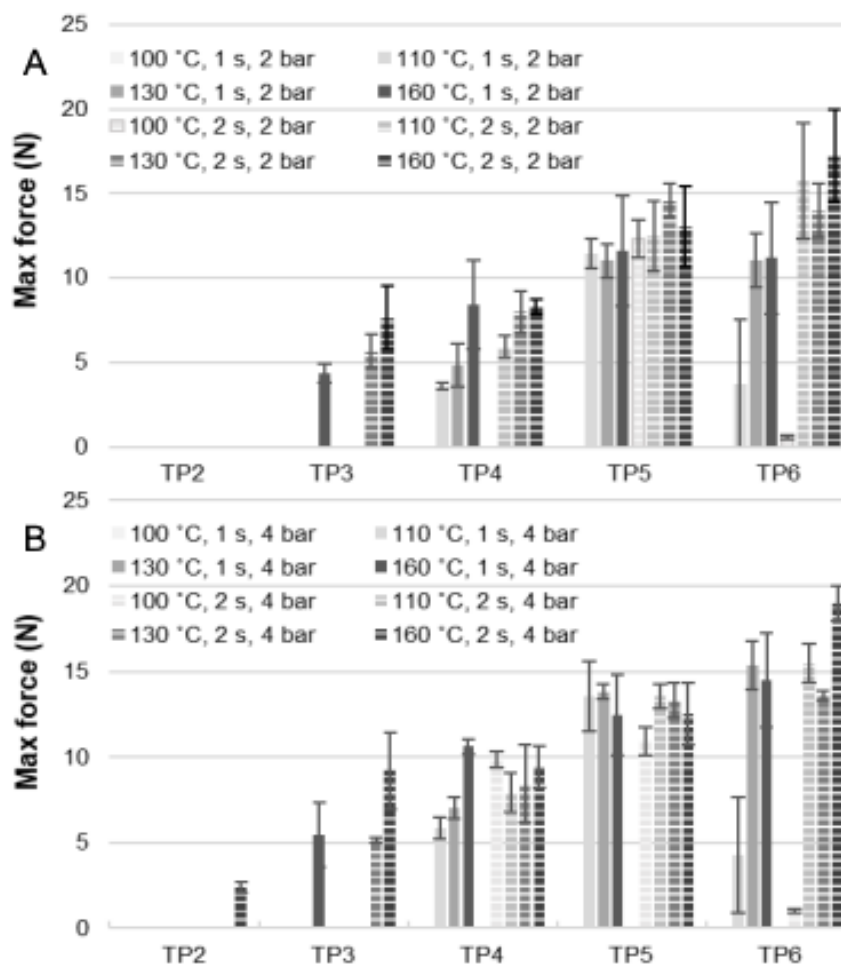 A
Max force (N)
25
20
15
10
5
0
100 °C, 1 s, 2 bar 110 °C, 1 s, 2 bar
130 °C, 1 s, 2 bar 160 °C, 1 s, 2 bar
100 °C, 2 s, 2 bar 110 °C, 2 s, 2 bar
130 °C, 2 s, 2 bar 160 °C, 2 s, 2 bar
TP2 TP3 TP4 TP5 TP6
B
Max force (N)
25
20
15
10
5
0
100 °C, 1 s, 4 bar 110 °C, 1 s, 4 bar
130 °C, 1 s, 4 bar 160 °C, 1 s, 4 bar
100 °C, 2 s, 4 bar 110 °C, 2 s, 4 bar
130 °C, 2 s, 4 bar 160 °C, 2 s, 4 bar
TP2 TP3 TP4 TP5 TP6